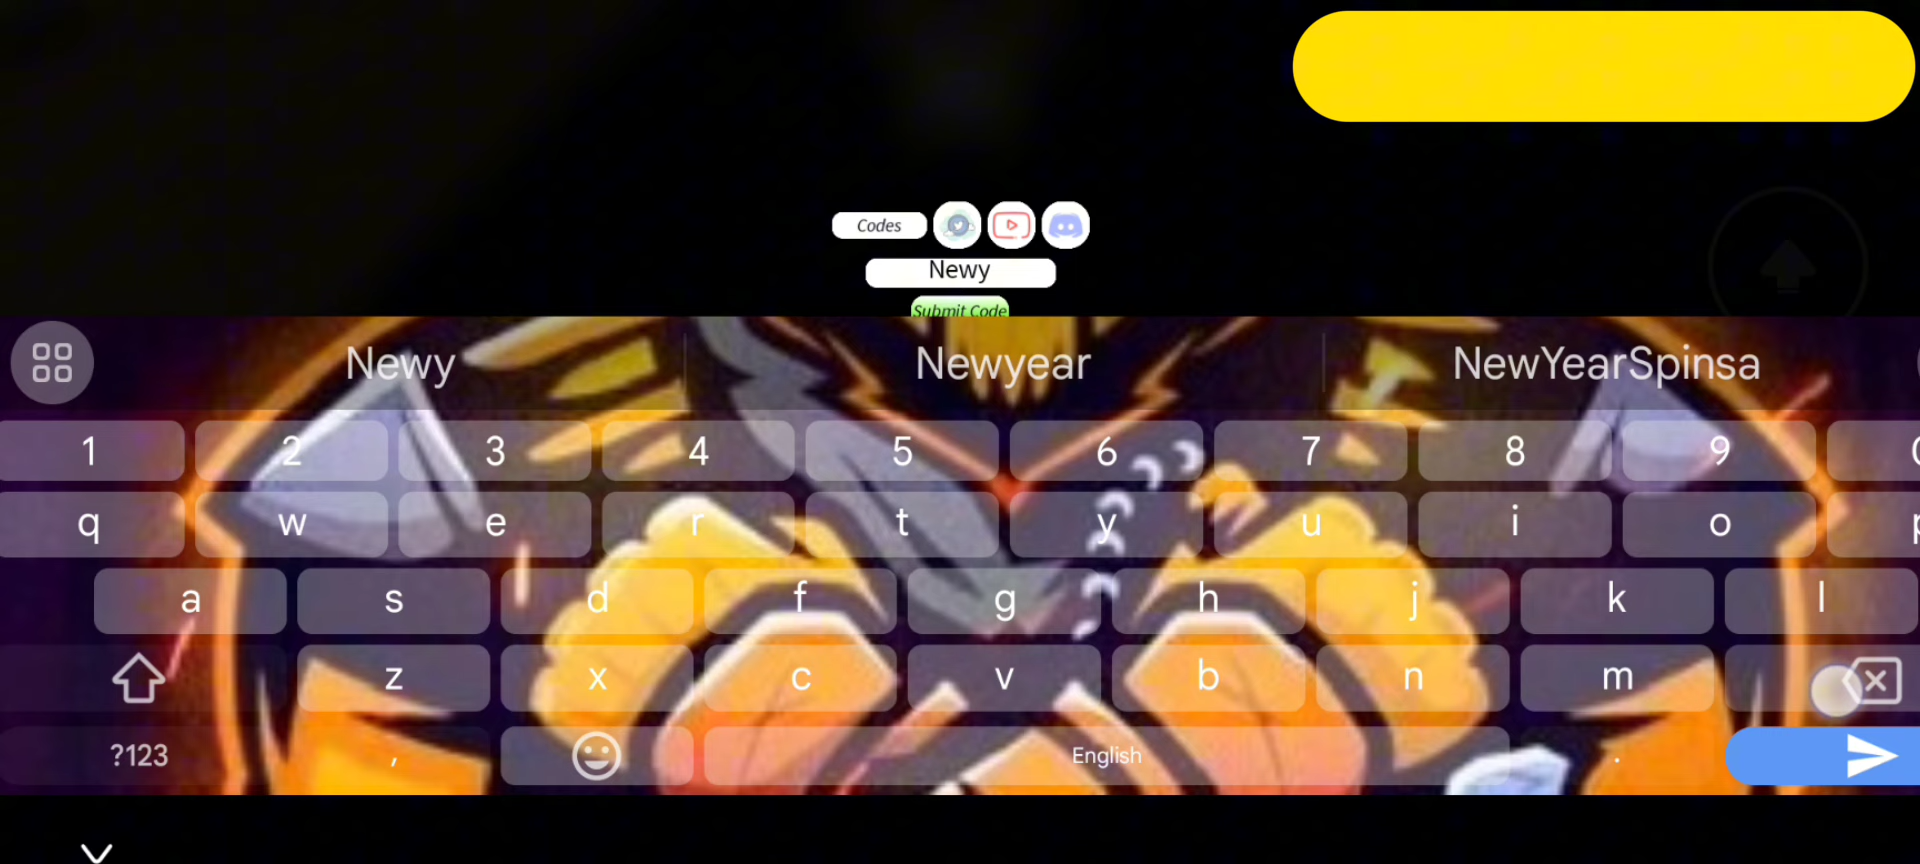 Codes
Newy
Submit Code
Newy Newyear NewYearSpinsa
1 2 3 4 5 6 7 8 9
q w e r t y u i o p
a s d f g h j k l
z x c v b n m
?123 , English .